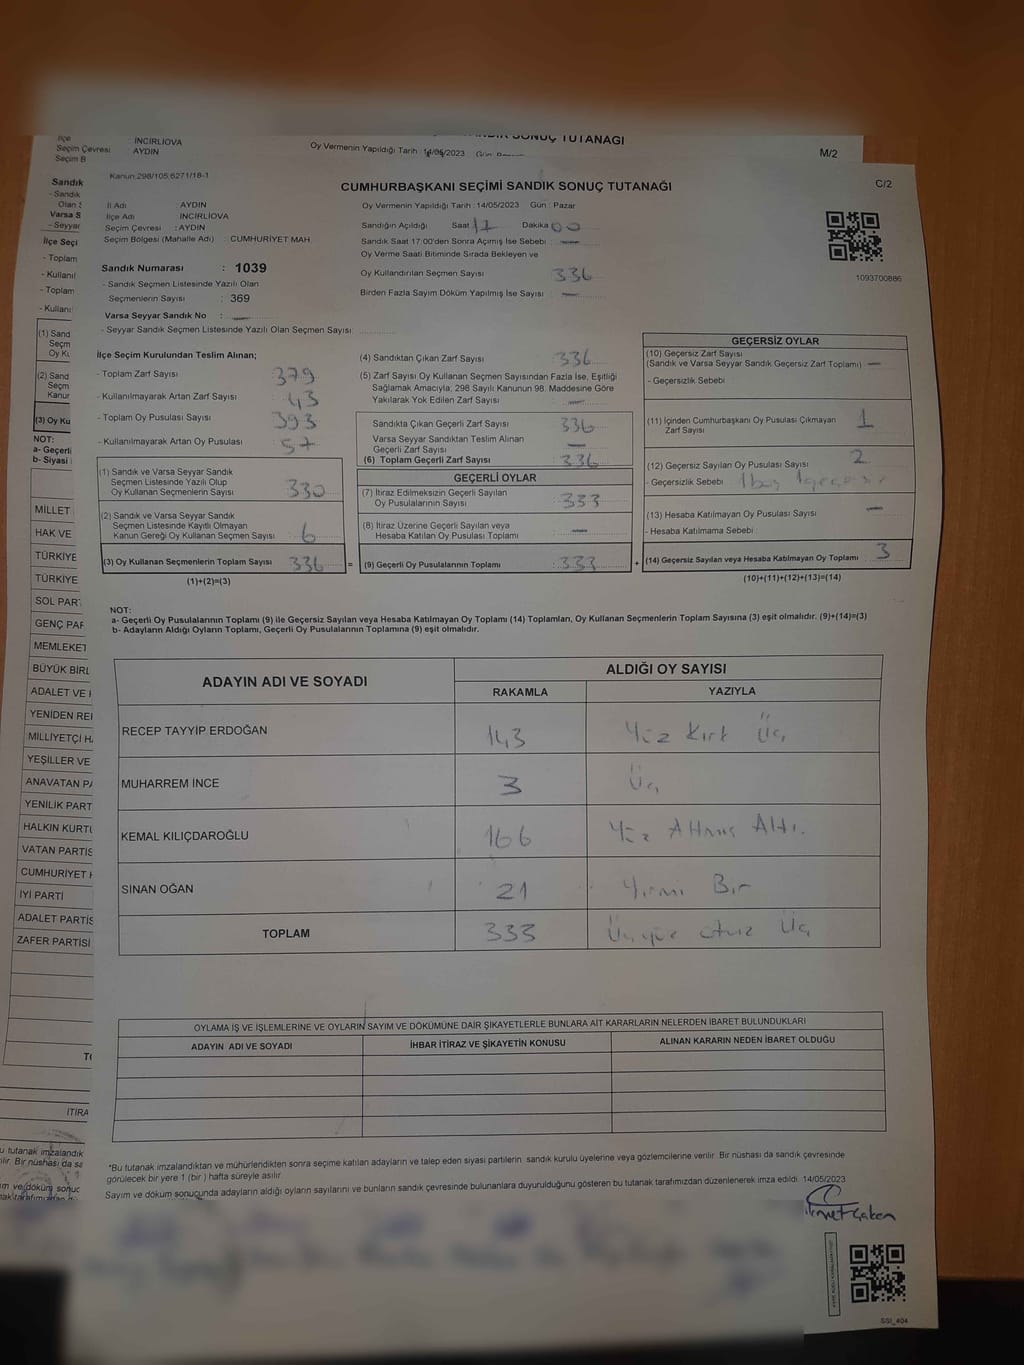 İlçe : İNCİRLİOVA
Seçim Çevresi : AYDIN
Seçim B
SANDIK SONUÇ TUTANAĞI
Oy Vermenin Yapıldığı Tarih : 14/05/2023 Gün :
M/2
Sandık
- Sandık
Varsa S
- Seyyar
İlçe Seçi
- Toplam
- Kullanıl
- Toplam
- Kullanı
(1) Sand
Seçm
Oy Ku
(2) Sand
Seçm
Kanur
(3) Oy Ku
NOT:
a- Geçerli
b- Siyasi
MİLLET
HAK VE
TÜRKİYE
TÜRKİYE
SOL PAR
GENÇ PAR
MEMLEKET
BÜYÜK BİRL
ADALET VE
YENİDEN RE
MİLLİYETÇİ H
YEŞİLLER VE
ANAVATAN PA
YENİLİK PART
HALKIN KURTU
VATAN PARTİS
CUMHURİYET
İYİ PARTİ
ADALET PARTİS
ZAFER PARTİSİ
İTİRA
Kanun:298/105,6271/18-1
CUMHURBAŞKANI SEÇİMİ SANDIK SONUÇ TUTANAĞI
C/2
İl Adı : AYDIN
İlçe Adı : İNCİRLİOVA
Seçim Çevresi : AYDIN
Seçim Bölgesi (Mahalle Adı) : CUMHURİYET MAH.
Sandık Numarası : 1039
- Sandık Seçmen Listesinde Yazılı Olan
Seçmenlerin Sayısı : 369
Varsa Seyyar Sandık No :
- Seyyar Sandık Seçmen Listesinde Yazılı Olan Seçmen Sayısı:
Oy Vermenin Yapıldığı Tarih : 14/05/2023 Gün : Pazar
Sandığın Açıldığı Saat 17 Dakika 00
Sandık Saat 17.00'den Sonra Açılmış İse Sebebi : —
Oy Verme Saati Bitiminde Sırada Bekleyen ve
Oy Kullandırılan Seçmen Sayısı 336
Birden Fazla Sayım Döküm Yapılmış İse Sayısı : —
1093700886
İlçe Seçim Kurulundan Teslim Alınan;
- Toplam Zarf Sayısı : 379
- Kullanılmayarak Artan Zarf Sayısı : 43
- Toplam Oy Pusulası Sayısı : 393
- Kullanılmayarak Artan Oy Pusulası : 57
(1) Sandık ve Varsa Seyyar Sandık
Seçmen Listesinde Yazılı Olup
Oy Kullanan Seçmenlerin Sayısı : 330
(2) Sandık ve Varsa Seyyar Sandık
Seçmen Listesinde Kayıtlı Olmayan
Kanun Gereği Oy Kullanan Seçmen Sayısı : 6
(3) Oy Kullanan Seçmenlerin Toplam Sayısı : 336
(1)+(2)=(3)
(4) Sandıktan Çıkan Zarf Sayısı : 336
(5) Zarf Sayısı Oy Kullanan Seçmen Sayısından Fazla İse, Eşitliği
Sağlamak Amacıyla; 298 Sayılı Kanunun 98. Maddesine Göre
Yakılarak Yok Edilen Zarf Sayısı : —
Sandıkta Çıkan Geçerli Zarf Sayısı : 336
Varsa Seyyar Sandıktan Teslim Alınan
Geçerli Zarf Sayısı : —
(6) Toplam Geçerli Zarf Sayısı : 336
GEÇERLİ OYLAR
(7) İtiraz Edilmeksizin Geçerli Sayılan
Oy Pusulalarının Sayısı : 333
(8) İtiraz Üzerine Geçerli Sayılan veya
Hesaba Katılan Oy Pusulası Toplamı : —
= (9) Geçerli Oy Pusulalarının Toplamı : 333
GEÇERSİZ OYLAR
(10) Geçersiz Zarf Sayısı
(Sandık ve Varsa Seyyar Sandık Geçersiz Zarf Toplamı) —
- Geçersizlik Sebebi
(11) İçinden Cumhurbaşkanı Oy Pusulası Çıkmayan
Zarf Sayısı 1
(12) Geçersiz Sayılan Oy Pusulası Sayısı 2
- Geçersizlik Sebebi 1 boş 1 geçersiz
(13) Hesaba Katılmayan Oy Pusulası Sayısı —
- Hesaba Katılmama Sebebi
+ (14) Geçersiz Sayılan veya Hesaba Katılmayan Oy Toplamı 3
(10)+(11)+(12)+(13)=(14)
NOT:
a- Geçerli Oy Pusulalarının Toplamı (9) ile Geçersiz Sayılan veya Hesaba Katılmayan Oy Toplamı (14) Toplamları, Oy Kullanan Seçmenlerin Toplam Sayısına (3) eşit olmalıdır. (9)+(14)=(3)
b- Adayların Aldığı Oyların Toplamı, Geçerli Oy Pusulalarının Toplamına (9) eşit olmalıdır.
ADAYIN ADI VE SOYADI
ALDIĞI OY SAYISI
RAKAMLA YAZIYLA
RECEP TAYYİP ERDOĞAN 143 Yüz Kırk Üç
MUHARREM İNCE 3 Üç
KEMAL KILIÇDAROĞLU 166 Yüz Altmış Altı.
SİNAN OĞAN 21 Yirmi Bir
TOPLAM 333 Üçyüz otuz Üç
OYLAMA İŞ VE İŞLEMLERİNE VE OYLARIN SAYIM VE DÖKÜMÜNE DAİR ŞİKAYETLERLE BUNLARA AİT KARARLARIN NELERDEN İBARET BULUNDUKLARI
ADAYIN ADI VE SOYADI İHBAR İTİRAZ VE ŞİKAYETİN KONUSU ALINAN KARARIN NEDEN İBARET OLDUĞU
*Bu tutanak imzalandıktan ve mühürlendikten sonra seçime katılan adayların ve talep eden siyasi partilerin sandık kurulu üyelerine veya gözlemcilerine verilir. Bir nüshası da sandık çevresinde
görülecek bir yere 1 (bir) hafta süreyle asılır.
Sayım ve döküm sonucunda adayların aldığı oyların sayılarını ve bunların sandık çevresinde bulunanlara duyurulduğunu gösteren bu tutanak tarafımızdan düzenlenerek imza edildi. 14/05/2023
SSI_404